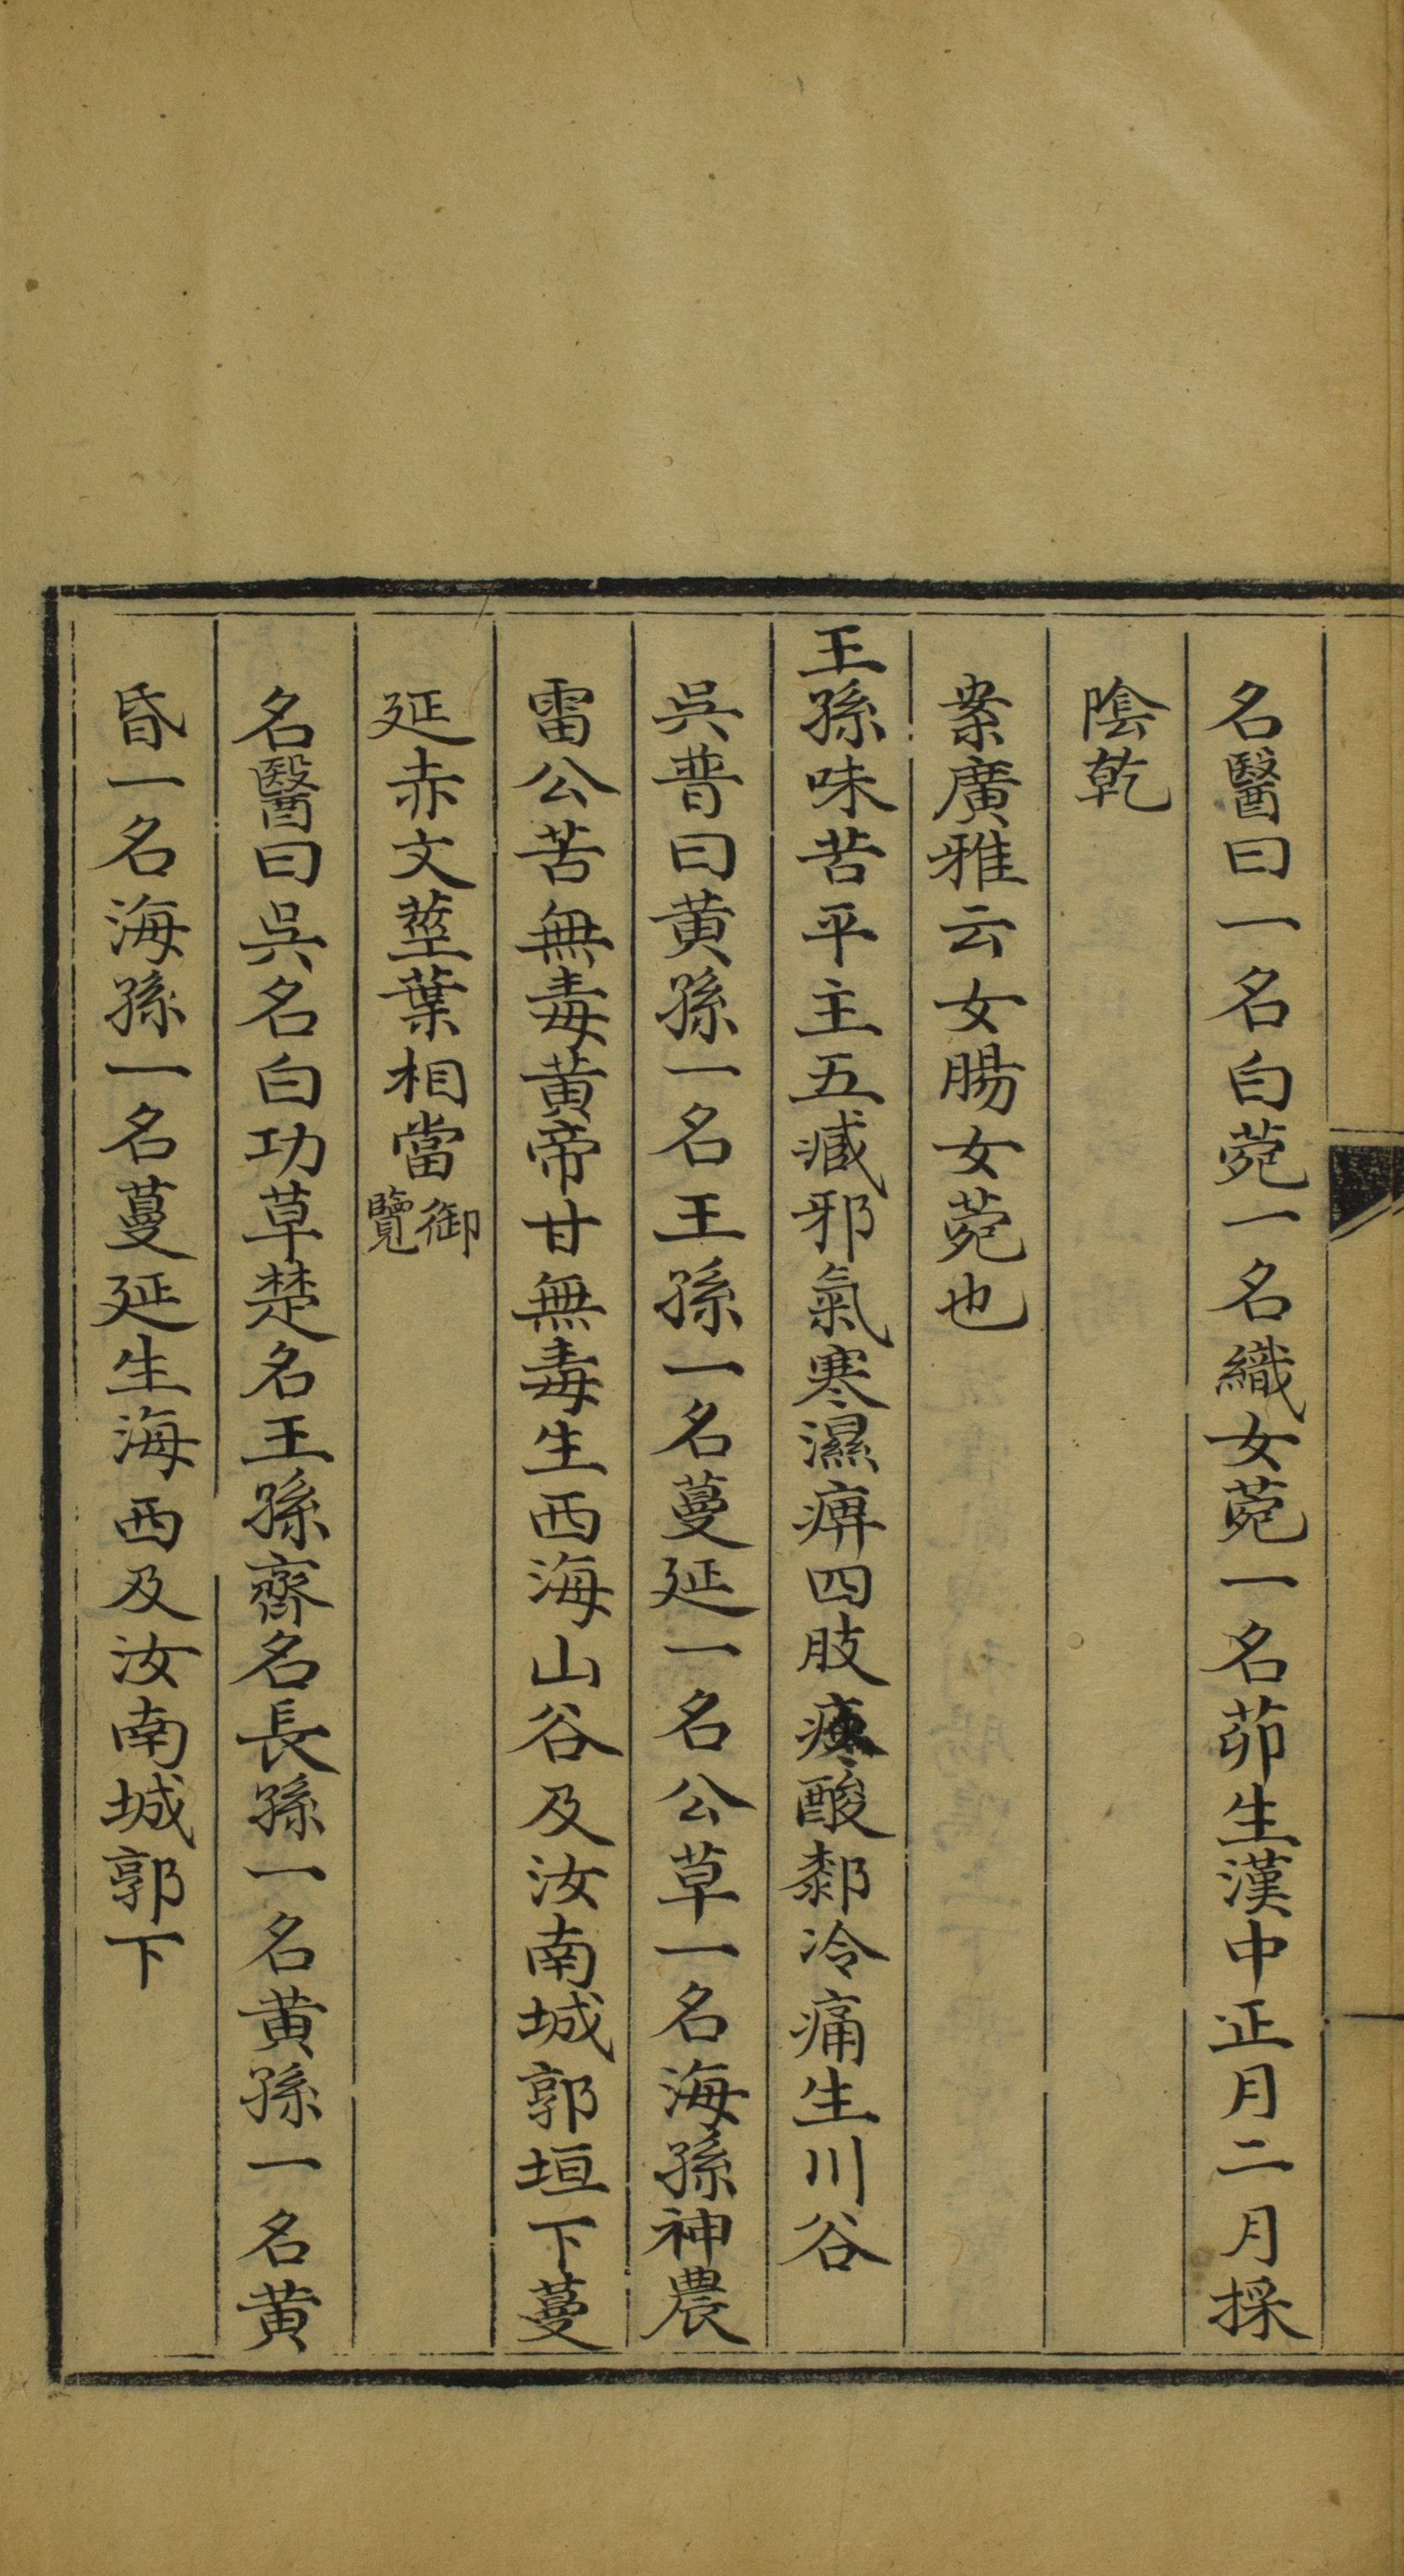 名醫曰一名白菀一名織女菀一名茆生漢中正月二月採
陰乾
案廣雅云女腸女菀也
王孫味苦平主五臧邪氣寒濕痹四肢疼酸䣛冷痛生川谷
吳普曰黃孫一名王孫一名蔓延一名公草一名海孫神農
雷公苦無毒黃帝甘無毒生西海山谷及汝南城郭垣下蔓
延赤文莖葉相當御覽
名醫曰吳名白功草楚名王孫齊名長孫一名黃孫一名黃
昏一名海孫一名蔓延生海西及汝南城郭下